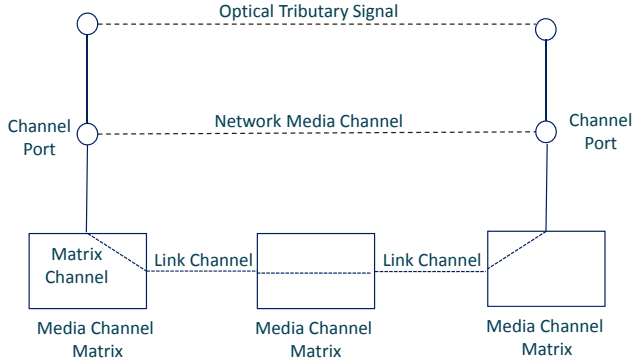 Optical Tributary Signal
Network Media Channel
Channel
Port
Channel
Port
Matrix
Channel
Link Channel
Link Channel
Media Channel
Matrix
Media Channel
Matrix
Media Channel
Matrix